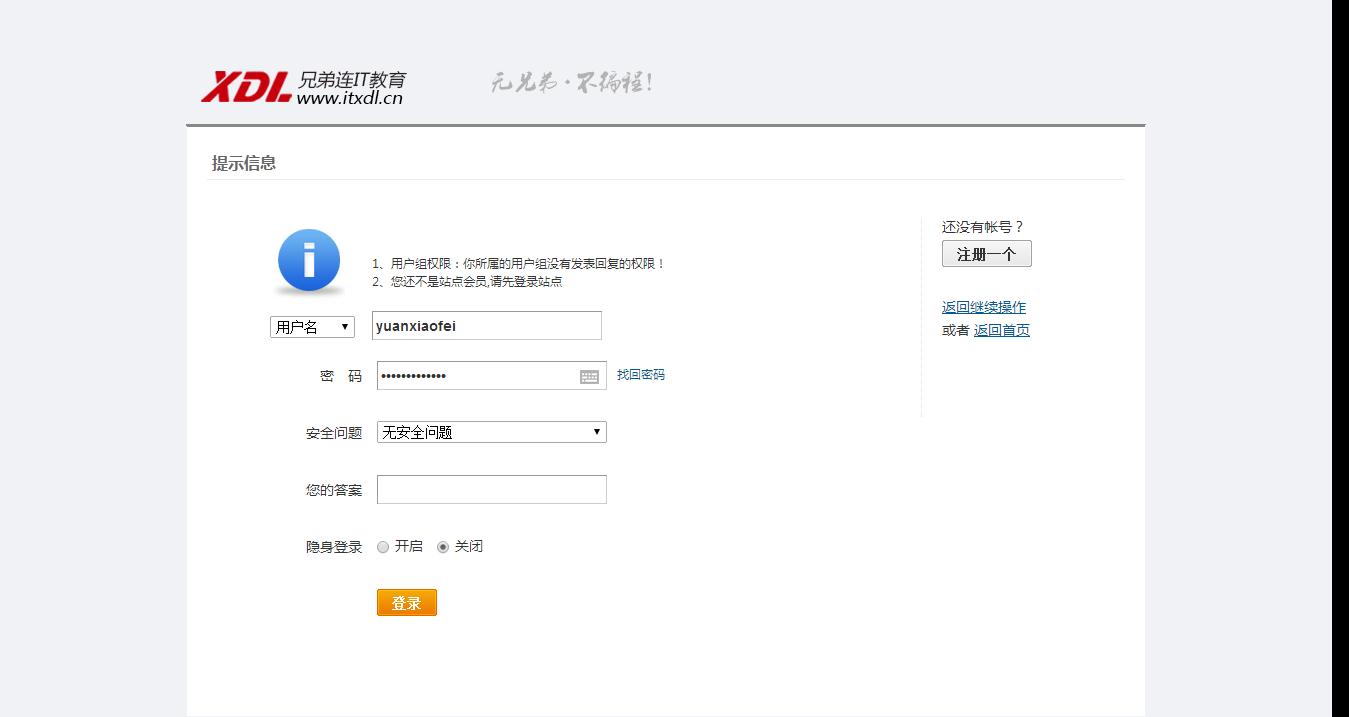 XDL 兄弟连IT教育
www.itxdl.cn
无兄弟·不编程!
提示信息
1、用户组权限：你所属的用户组没有发表回复的权限！
2、您还不是站点会员,请先登录站点
用户名 yuanxiaofei
密 码 ••••••••••••• 找回密码
安全问题 无安全问题
您的答案
隐身登录 开启 关闭
登录
还没有帐号？
注册一个
返回继续操作
或者 返回首页